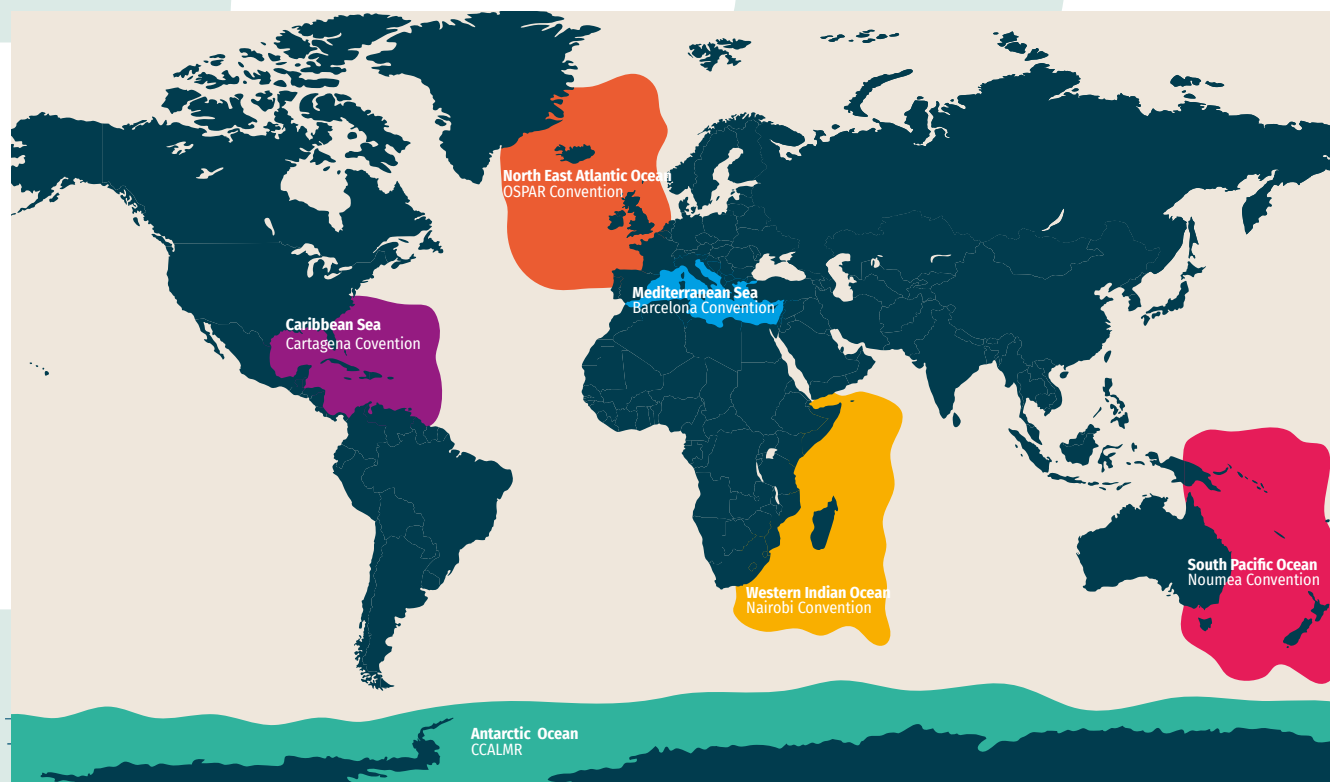 North East Atlantic Ocean
OSPAR Convention
Mediterranean Sea
Barcelona Convention
Caribbean Sea
Cartagena Covention
South Pacific Ocean
Noumea Convention
Western Indian Ocean
Nairobi Convention
Antarctic Ocean
CCALMR